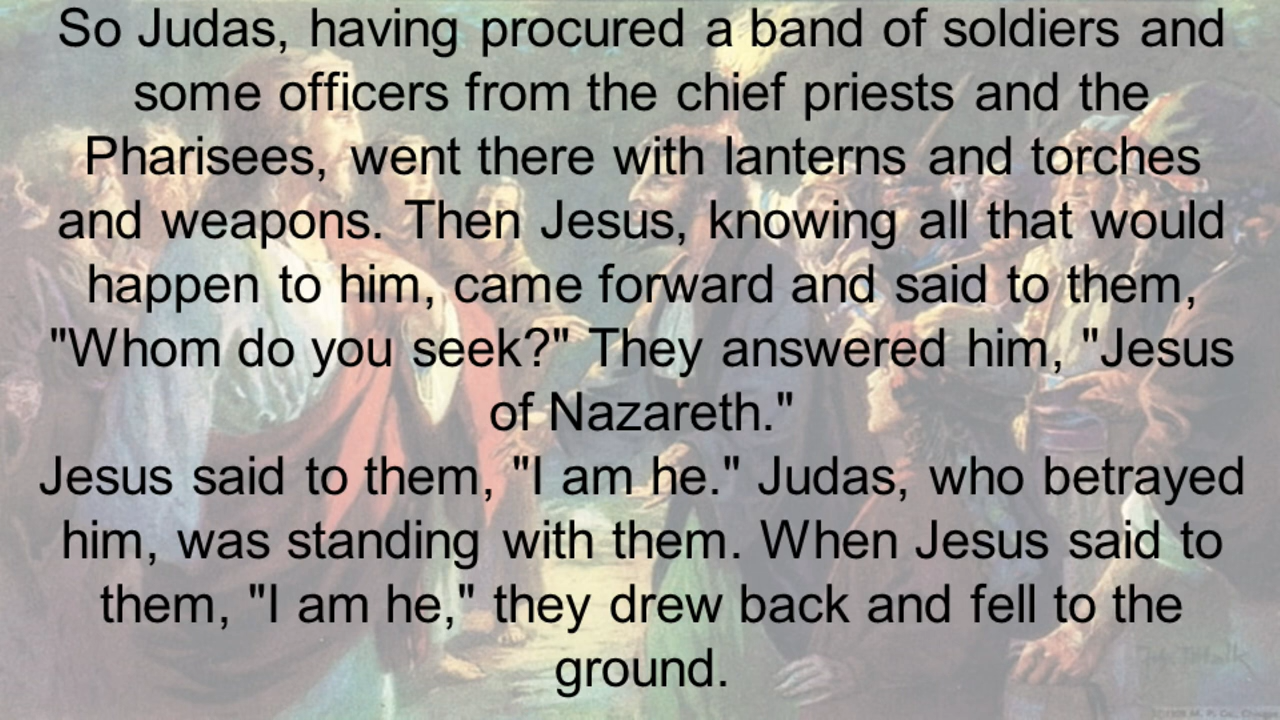 So Judas, having procured a band of soldiers and
some officers from the chief priests and the
Pharisees, went there with lanterns and torches
and weapons. Then Jesus, knowing all that would
happen to him, came forward and said to them,
"Whom do you seek?" They answered him, "Jesus
of Nazareth."
Jesus said to them, "I am he." Judas, who betrayed
him, was standing with them. When Jesus said to
them, "I am he," they drew back and fell to the
ground.